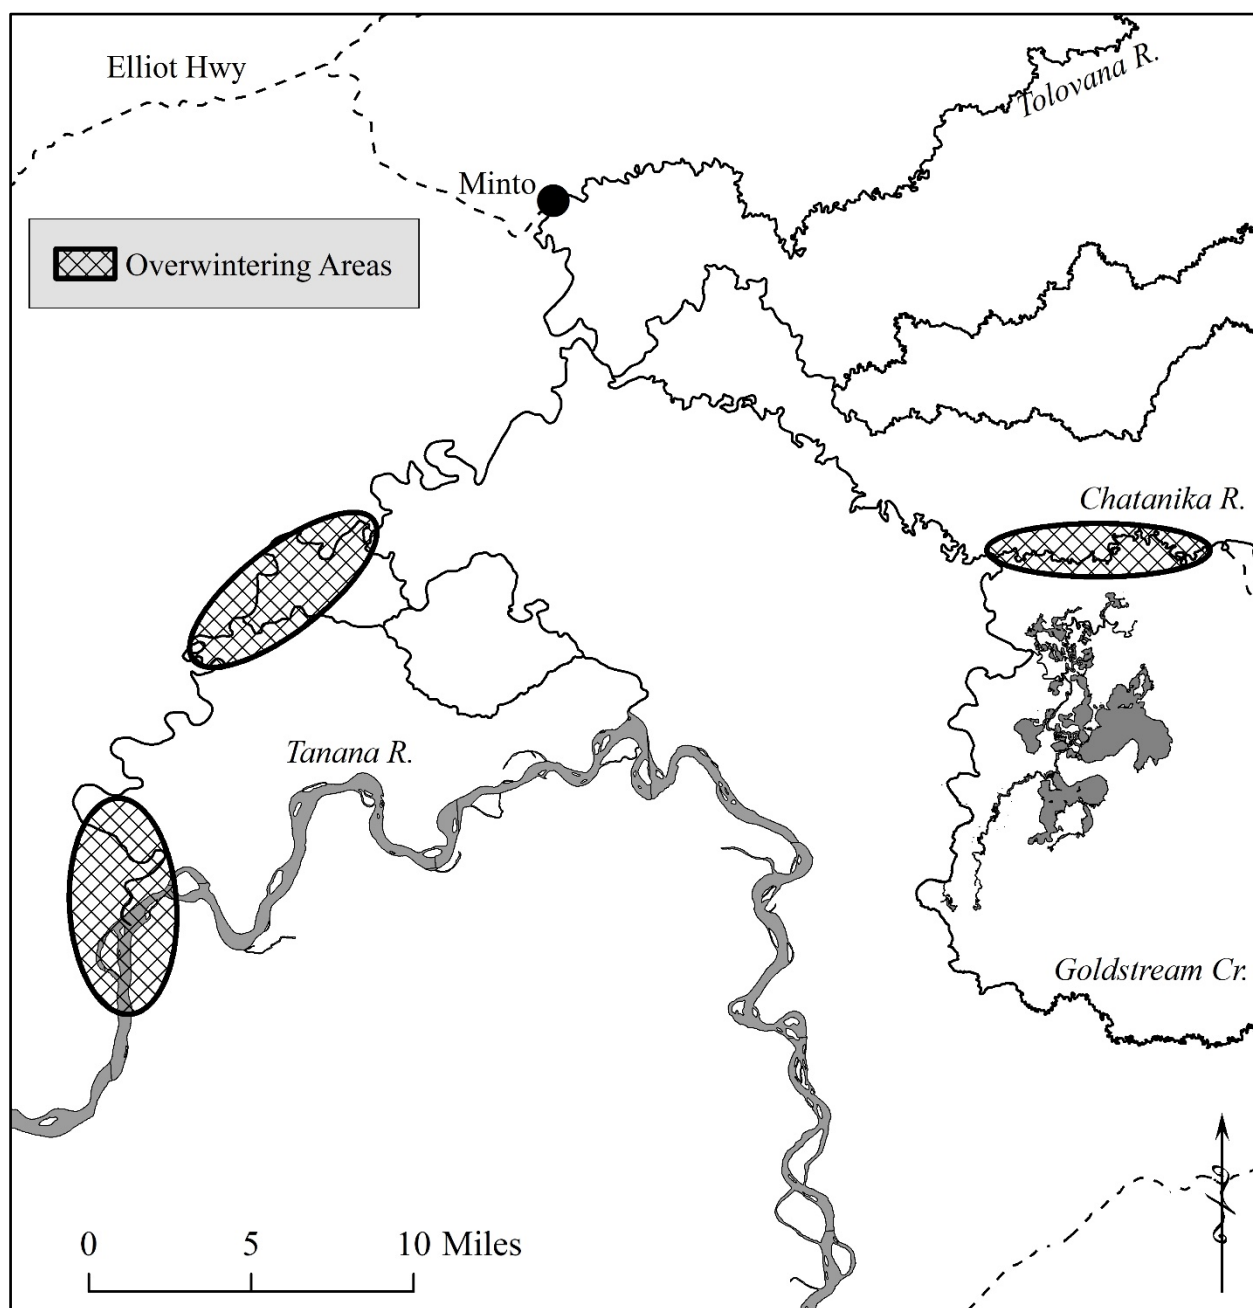 Elliot Hwy
Tolovana R.
Minto
Overwintering Areas
Chatanika R.
Tanana R.
Goldstream Cr.
0 5 10 Miles
N